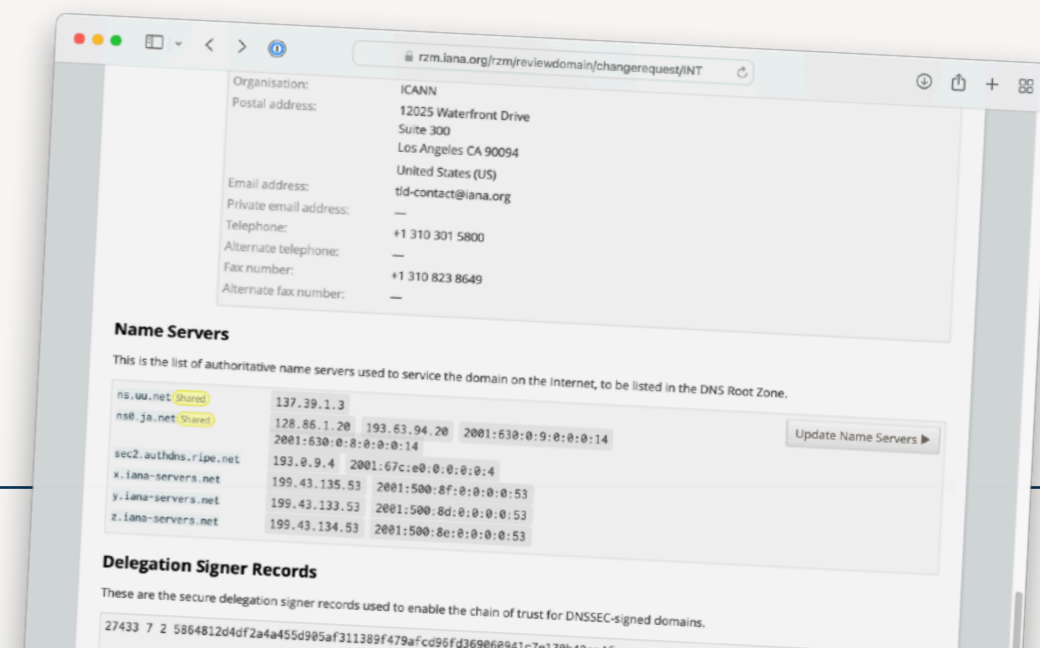 rzm.iana.org/rzm/reviewdomain/changerequest/INT
Organisation: ICANN
Postal address: 12025 Waterfront Drive
Suite 300
Los Angeles CA 90094
United States (US)
Email address: tld-contact@iana.org
Private email address: —
Telephone: +1 310 301 5800
Alternate telephone: —
Fax number: +1 310 823 8649
Alternate fax number: —
Name Servers
This is the list of authoritative name servers used to service the domain on the Internet, to be listed in the DNS Root Zone.
ns.uu.net Shared 137.39.1.3
ns0.ja.net Shared 128.86.1.20 193.63.94.20 2001:630:0:9:0:0:0:14
2001:630:0:8:0:0:0:14
Update Name Servers ▶
sec2.authdns.ripe.net 193.0.9.4 2001:67c:e0:0:0:0:0:4
x.iana-servers.net 199.43.135.53 2001:500:8f:0:0:0:0:53
y.iana-servers.net 199.43.133.53 2001:500:8d:0:0:0:0:53
z.iana-servers.net 199.43.134.53 2001:500:8e:0:0:0:0:53
Delegation Signer Records
These are the secure delegation signer records used to enable the chain of trust for DNSSEC-signed domains.
27433 7 2